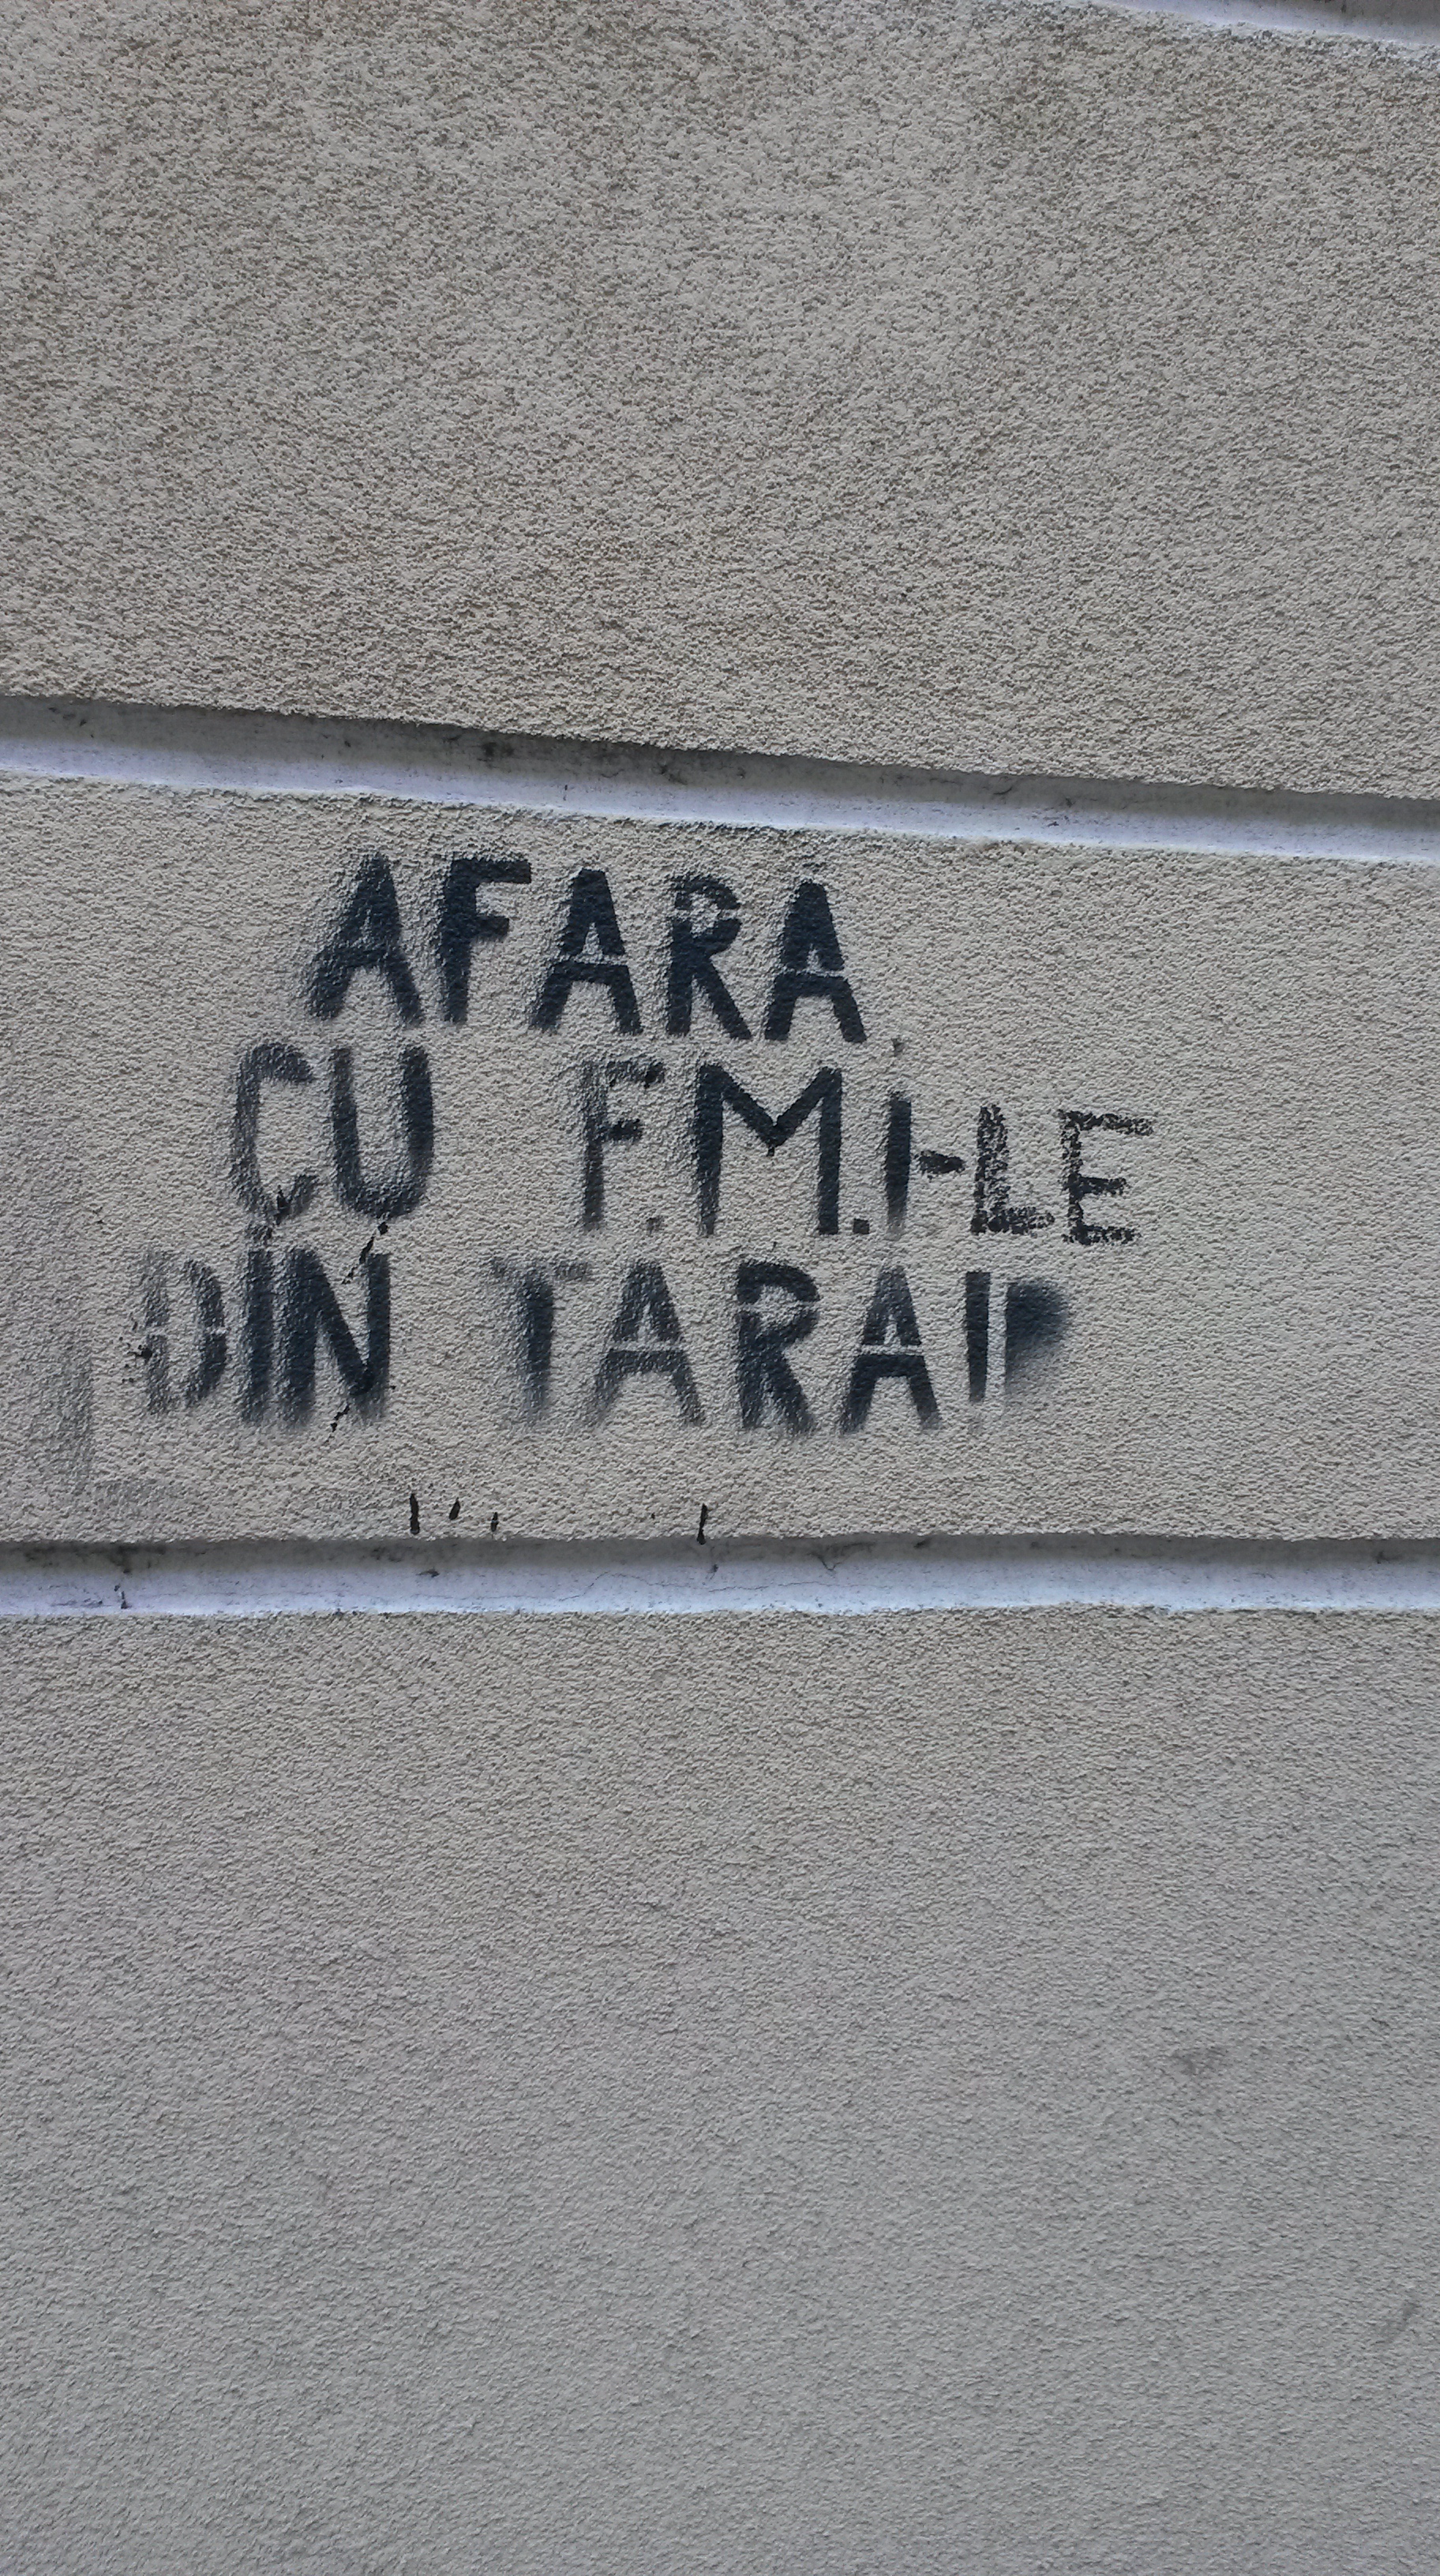 AFARA
CU F.M.I-LE
DIN TARA!